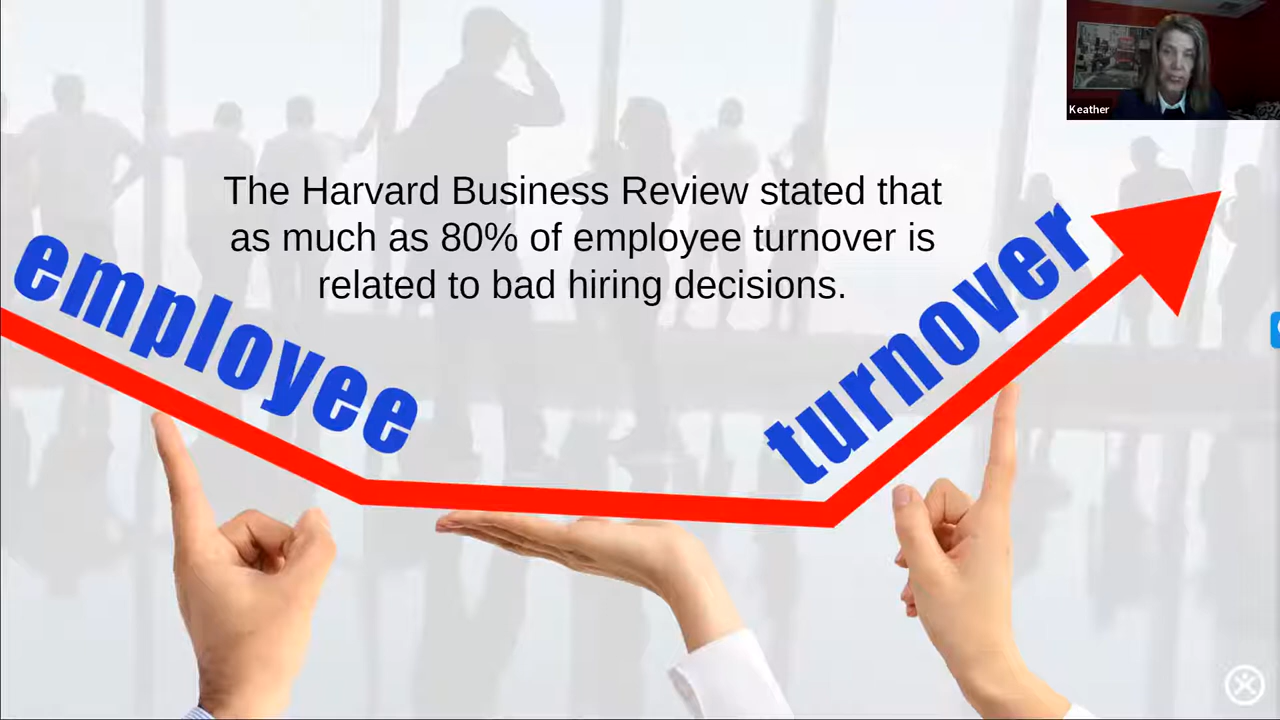 Keather
The Harvard Business Review stated that
as much as 80% of employee turnover is
related to bad hiring decisions.
employee
turnover